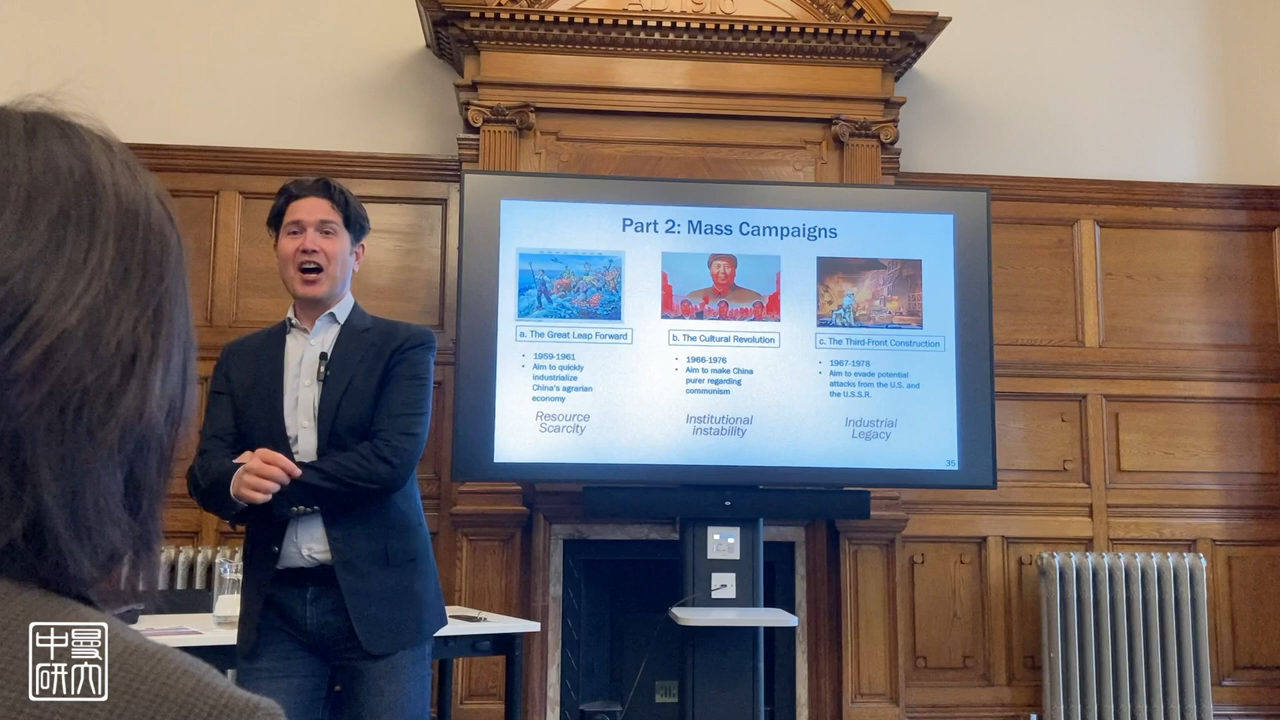 A.D. 1910
Part 2: Mass Campaigns
a. The Great Leap Forward
• 1959-1961
• Aim to quickly
industrialize
China's agrarian
economy
Resource
Scarcity
b. The Cultural Revolution
• 1966-1976
• Aim to make China
purer regarding
communism
Institutional
Instability
c. The Third-Front Construction
• 1967-1978
• Aim to evade potential
attacks from the U.S. and
the U.S.S.R.
Industrial
Legacy
35
中曼
研究